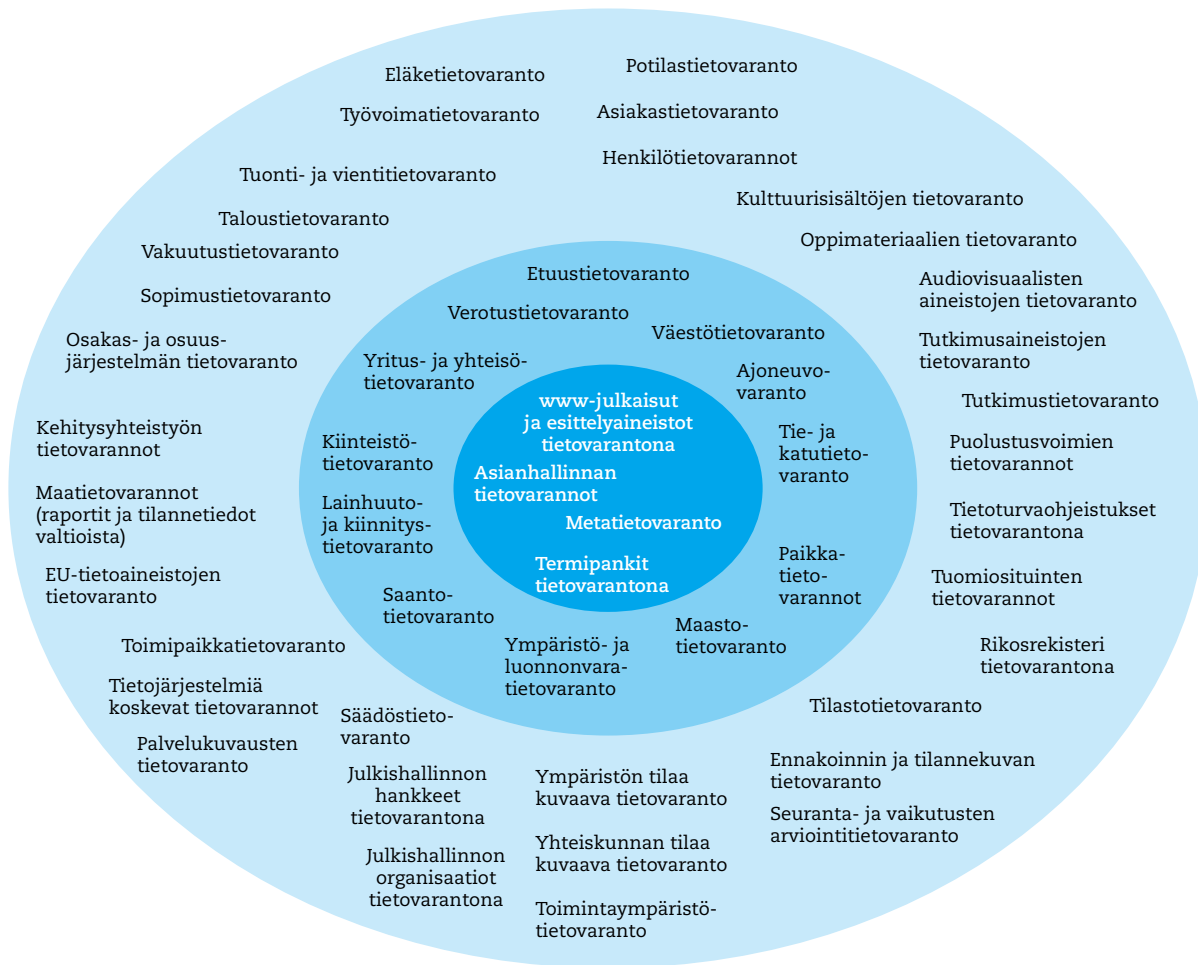 Eläketietovaranto
Potilastietovaranto
Työvoimatietovaranto
Asiakastietovaranto
Henkilötietovarannot
Tuonti- ja vientitietovaranto
Kulttuurisisältöjen tietovaranto
Taloustietovaranto
Oppimateriaalien tietovaranto
Vakuutustietovaranto
Sopimustietovaranto
Osakas- ja osuus-
järjestelmän tietovaranto
Audiovisuaalisten
aineistojen tietovaranto
Tutkimusaineistojen
tietovaranto
Tutkimustietovaranto
Etuustietovaranto
Verotustietovaranto
Väestötietovaranto
Yritus- ja yhteisö-
tietovaranto
Ajoneuvo-
varanto
www-julkaisut
ja esittelyaineistot
tietovarantona
Asianhallinnan
tietovarannot
Metatietovaranto
Termipankit
tietovarantona
Kiinteistö-
tietovaranto
Lainhuuto-
ja kiinnitys-
tietovaranto
Tie- ja
katutieto-
varanto
Paikka-
tieto-
varannot
Saanto-
tietovaranto
Maasto-
tietovaranto
Ympäristö- ja
luonnonvara-
tietovaranto
Kehitysyhteistyön
tietovarannot
Maatietovarannot
(raportit ja tilannetiedot
valtioista)
EU-tietoaineistojen
tietovaranto
Puolustusvoimien
tietovarannot
Tietoturvaohjeistukset
tietovarantona
Tuomiosituinten
tietovarannot
Rikosrekisteri
tietovarantona
Toimipaikkatietovaranto
Tietojärjestelmiä
koskevat tietovarannot
Palvelukuvausten
tietovaranto
Säädöstieto-
varanto
Julkishallinnon
hankkeet
tietovarantona
Julkishallinnon
organisaatiot
tietovarantona
Ympäristön tilaa
kuvaava tietovaranto
Yhteiskunnan tilaa
kuvaava tietovaranto
Toimintaympäristö-
tietovaranto
Tilastotietovaranto
Ennakoinnin ja tilannekuvan
tietovaranto
Seuranta- ja vaikutusten
arviointitietovaranto